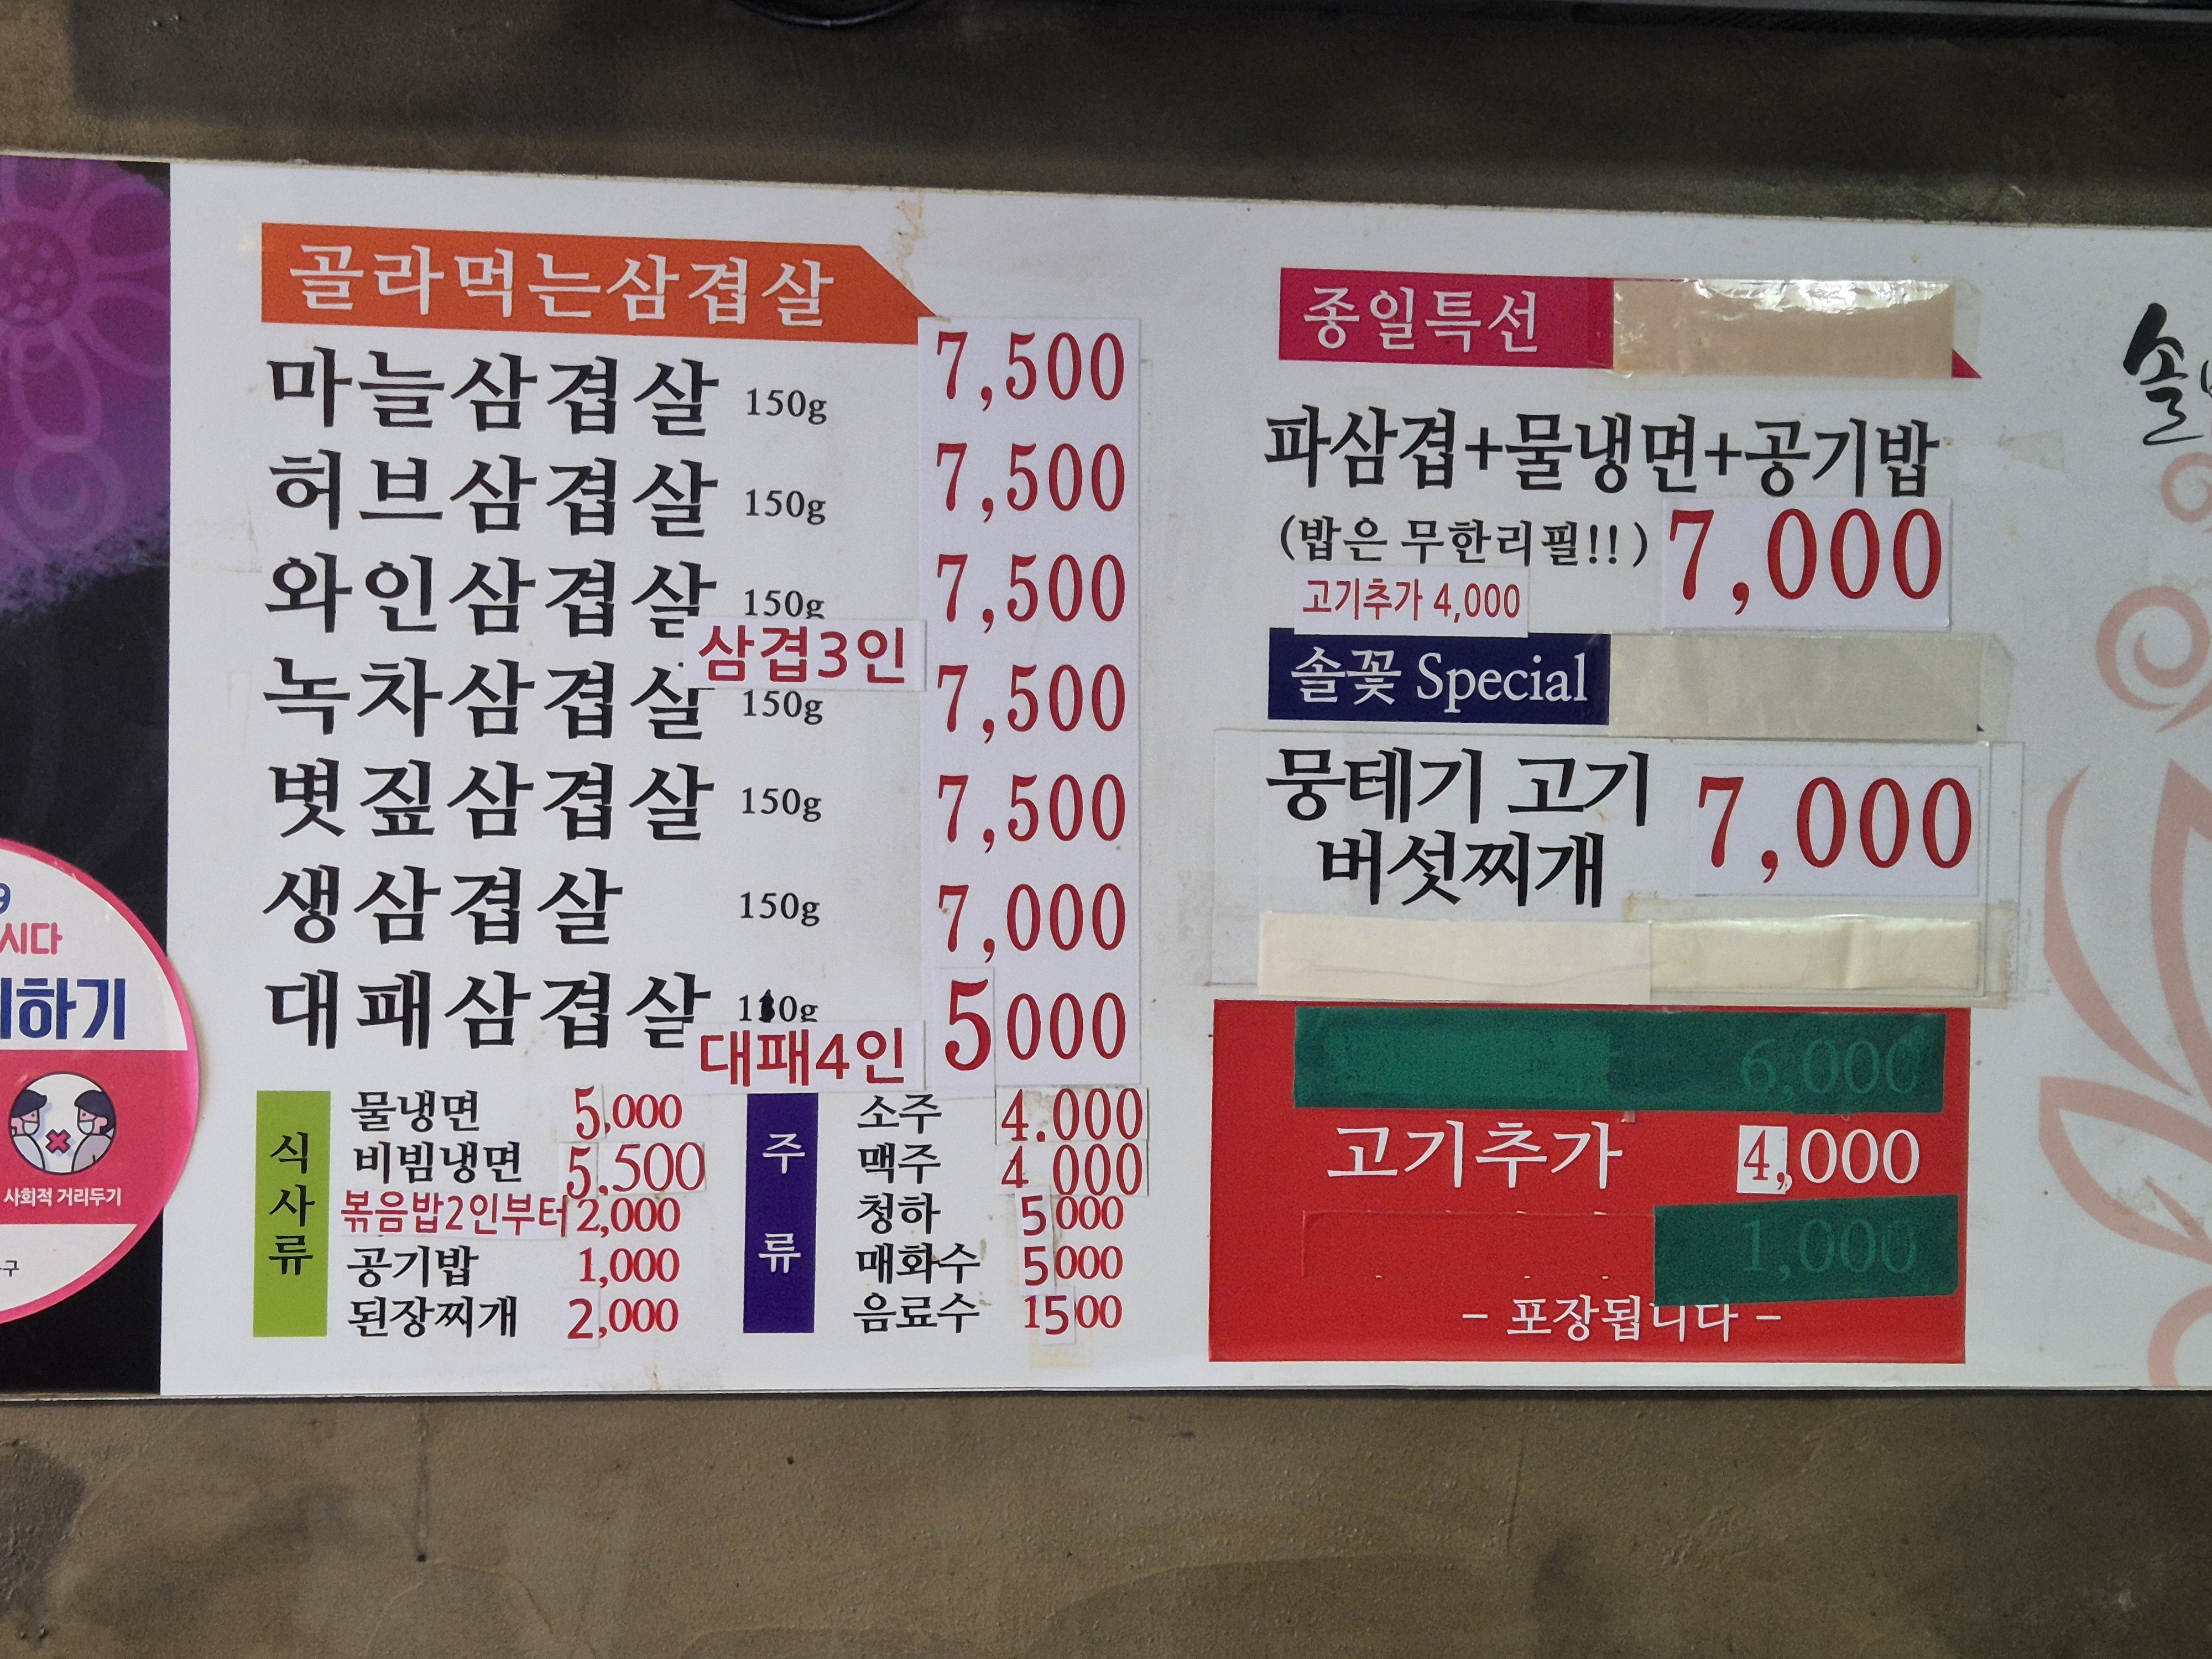 골라먹는삼겹살
마늘삼겹살 150g 7,500
허브삼겹살 150g 7,500
와인삼겹살 150g 7,500
삼겹3인
녹차삼겹살 150g 7,500
볏짚삼겹살 150g 7,500
생삼겹살 150g 7,000
대패삼겹살 5000
대패4인
식사류
물냉면 5,000
비빔냉면 5,500
볶음밥2인부터 2,000
공기밥 1,000
된장찌개 2,000
주류
소주 4.000
맥주 4 000
청하 5000
매화수 5000
음료수 1500
종일특선
파삼겹+물냉면+공기밥
(밥은 무한리필!!) 7,000
고기추가 4,000
솔꽃 Special
뭉테기 고기
버섯찌개 7,000
6,000
고기추가 4,000
1,000
- 포장됩니다 -
솔
9
시다
하기
사회적 거리두기
구